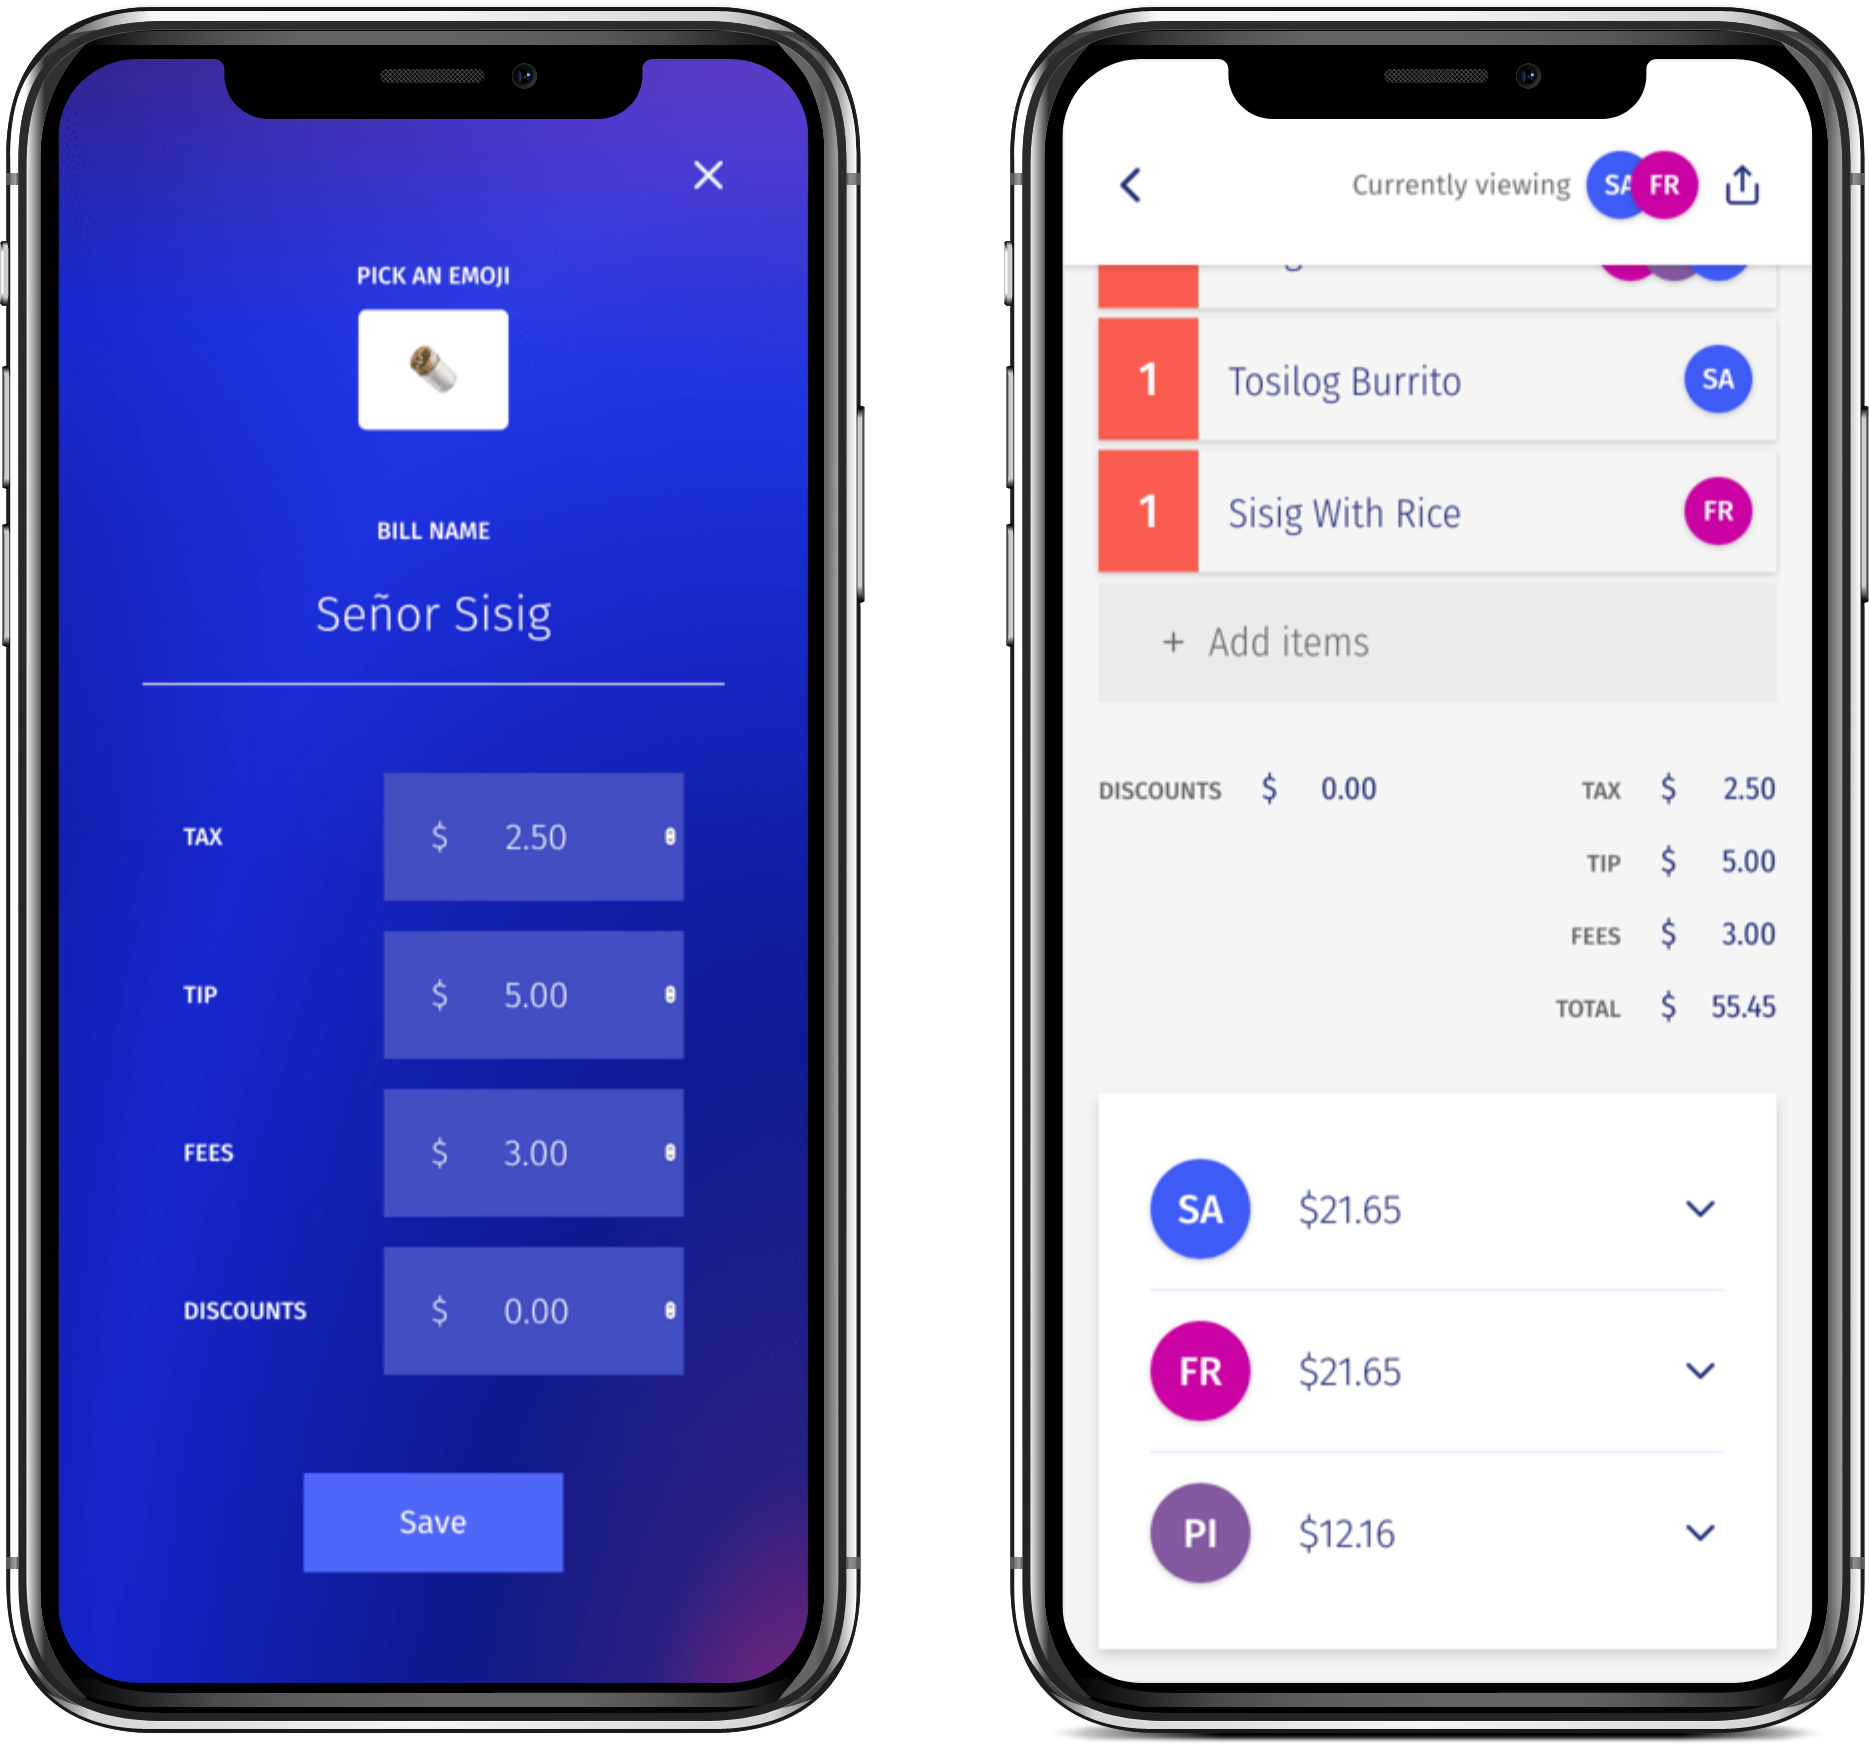 PICK AN EMOJI
BILL NAME
Señor Sisig
TAX $ 2.50
TIP $ 5.00
FEES $ 3.00
DISCOUNTS $ 0.00
Save
Currently viewing SA FR
1 Tosilog Burrito SA
1 Sisig With Rice FR
+ Add items
DISCOUNTS $ 0.00 TAX $ 2.50
TIP $ 5.00
FEES $ 3.00
TOTAL $ 55.45
SA $21.65
FR $21.65
PI $12.16